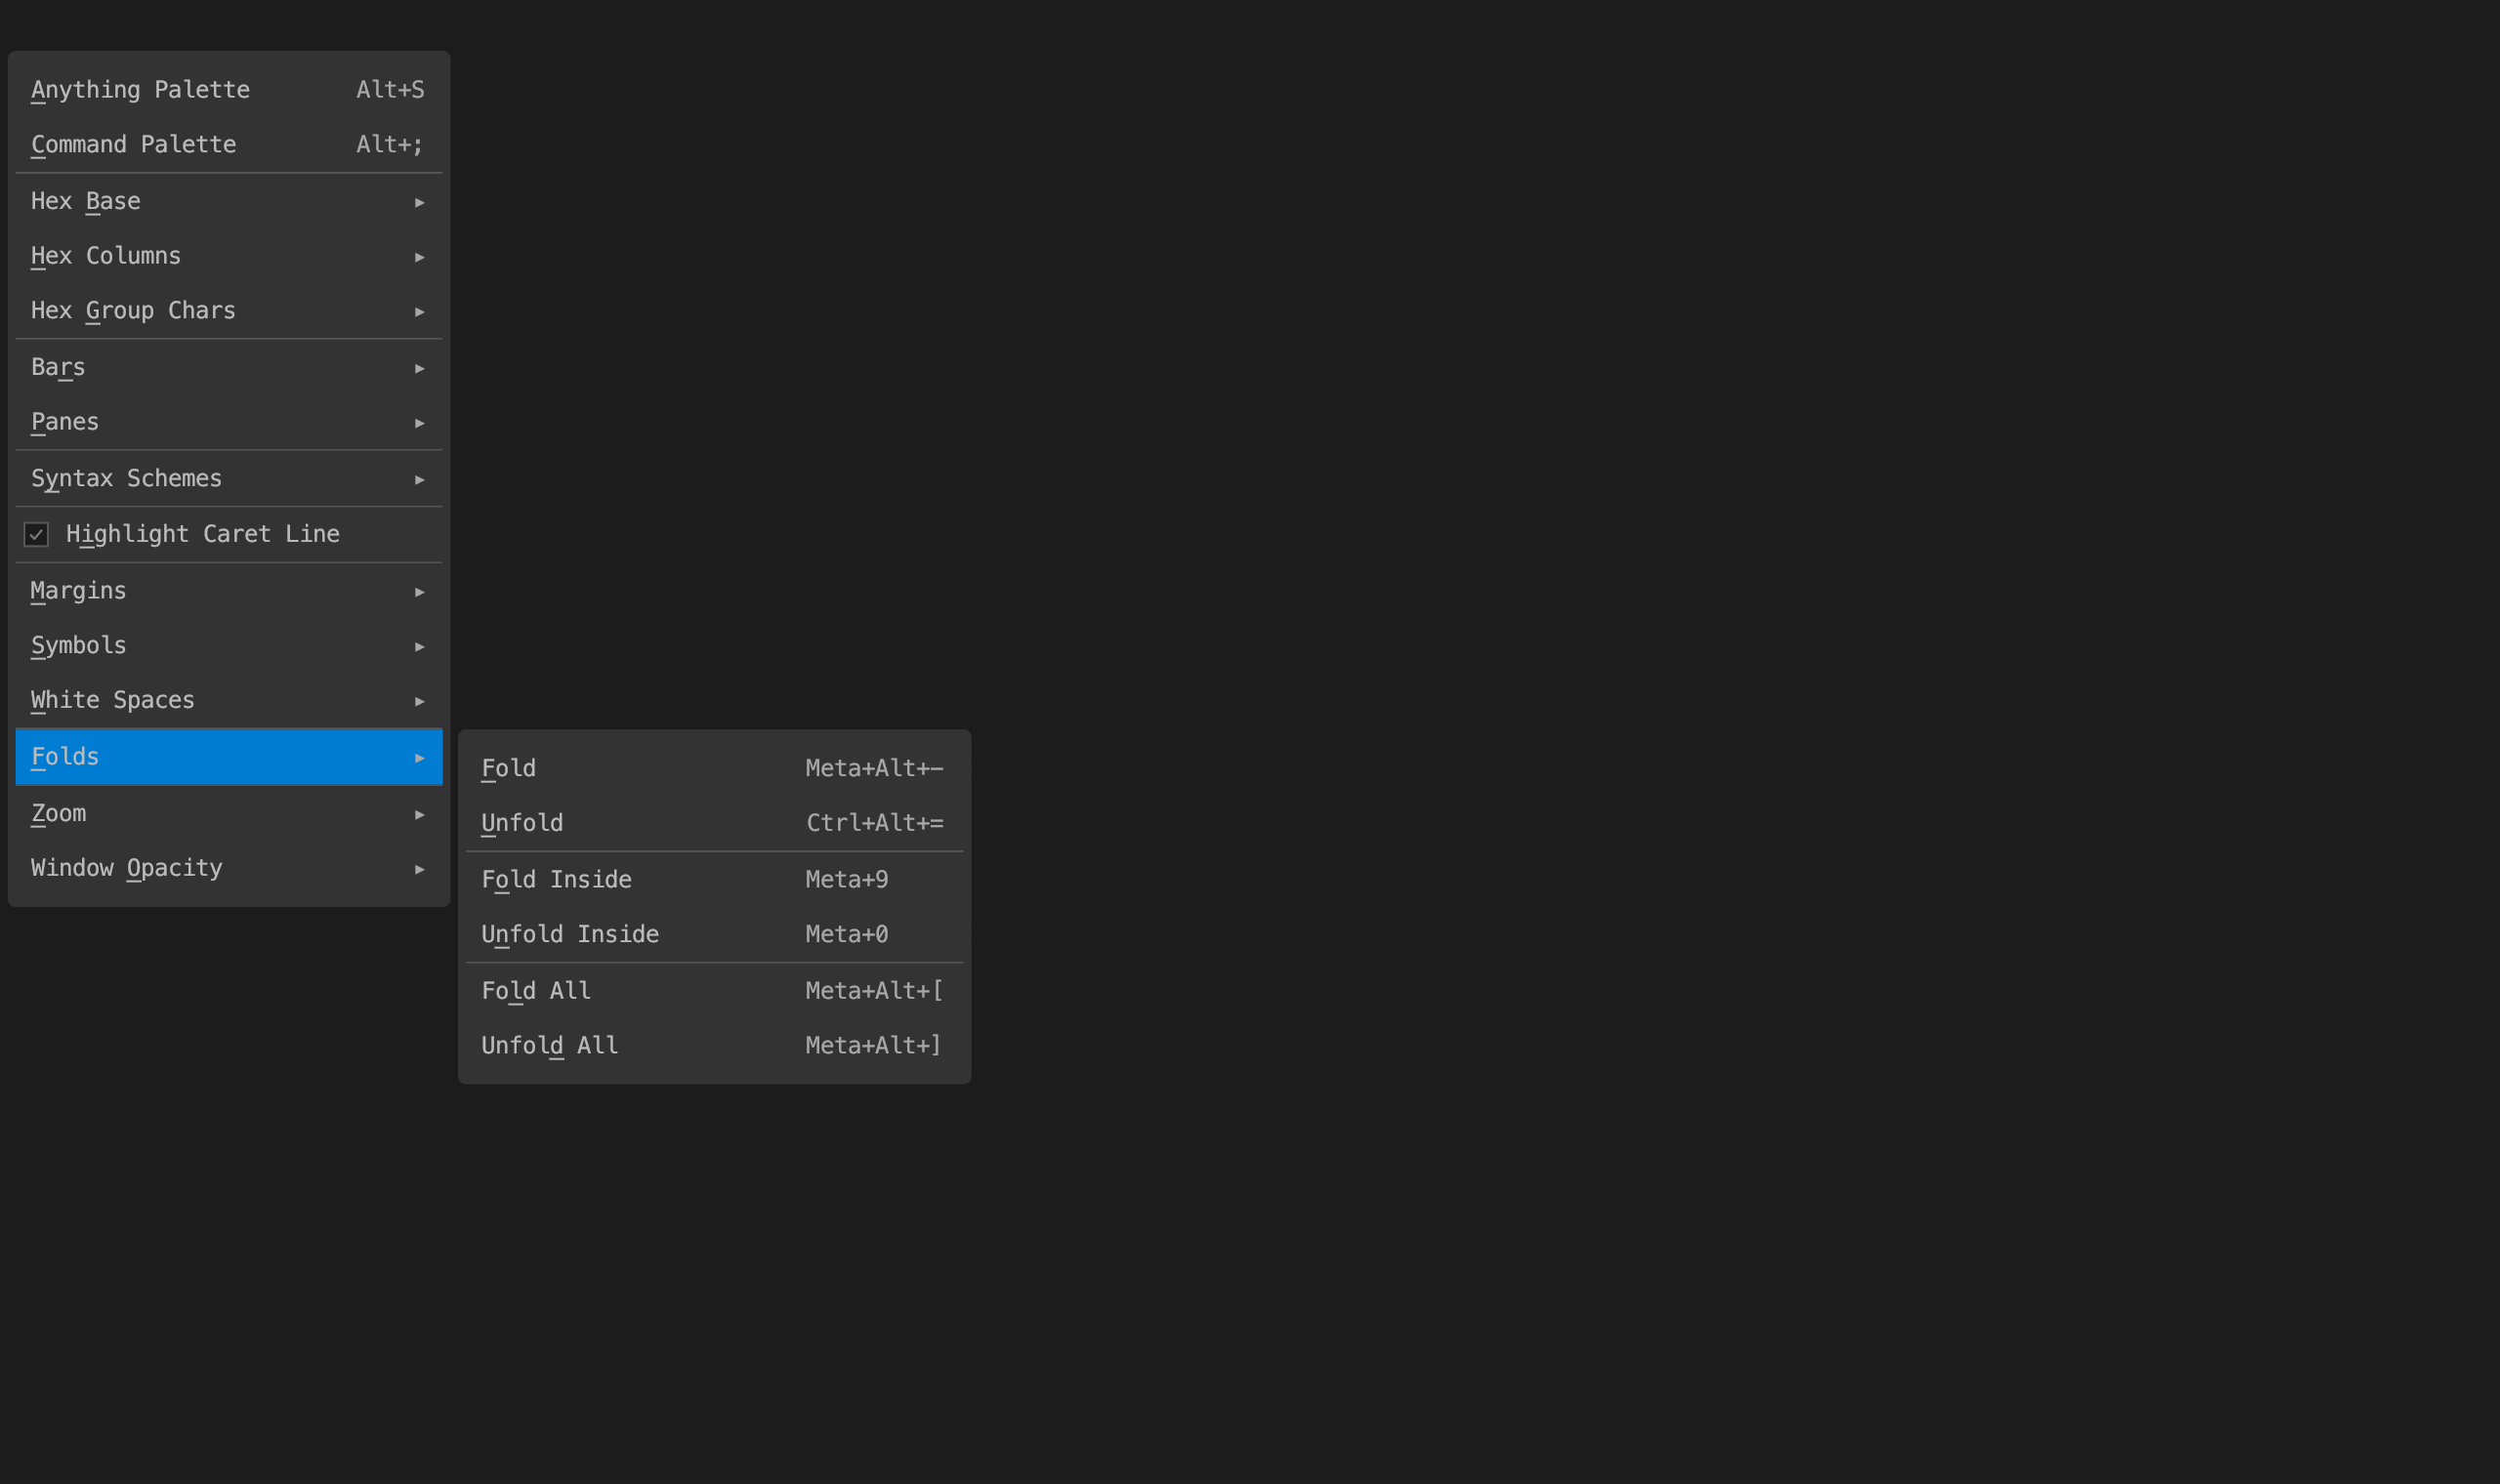 Anything Palette Alt+S
Command Palette Alt+;
Hex Base ▸
Hex Columns ▸
Hex Group Chars ▸
Bars ▸
Panes ▸
Syntax Schemes ▸
Highlight Caret Line
Margins ▸
Symbols ▸
White Spaces ▸
Folds ▸
Zoom ▸
Window Opacity ▸
Fold Meta+Alt+−
Unfold Ctrl+Alt+=
Fold Inside Meta+9
Unfold Inside Meta+0
Fold All Meta+Alt+[
Unfold All Meta+Alt+]